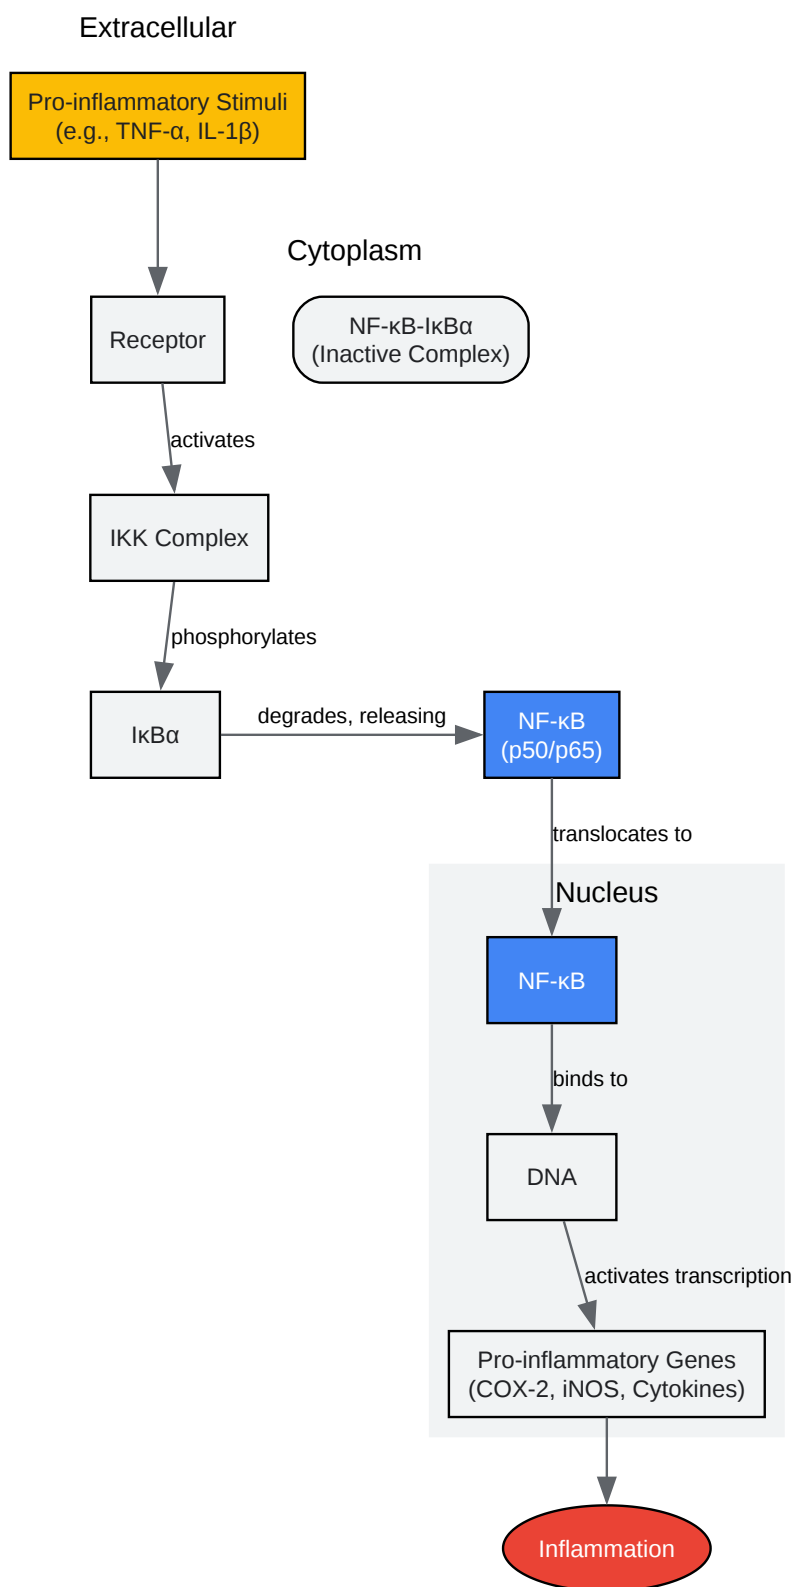 Extracellular
Pro-inflammatory Stimuli
(e.g., TNF-α, IL-1β)
Cytoplasm
Receptor
NF-κB-IκBα
(Inactive Complex)
activates
IKK Complex
phosphorylates
IκBα
degrades, releasing
NF-κB
(p50/p65)
translocates to
Nucleus
NF-κB
binds to
DNA
activates transcription
Pro-inflammatory Genes
(COX-2, iNOS, Cytokines)
Inflammation